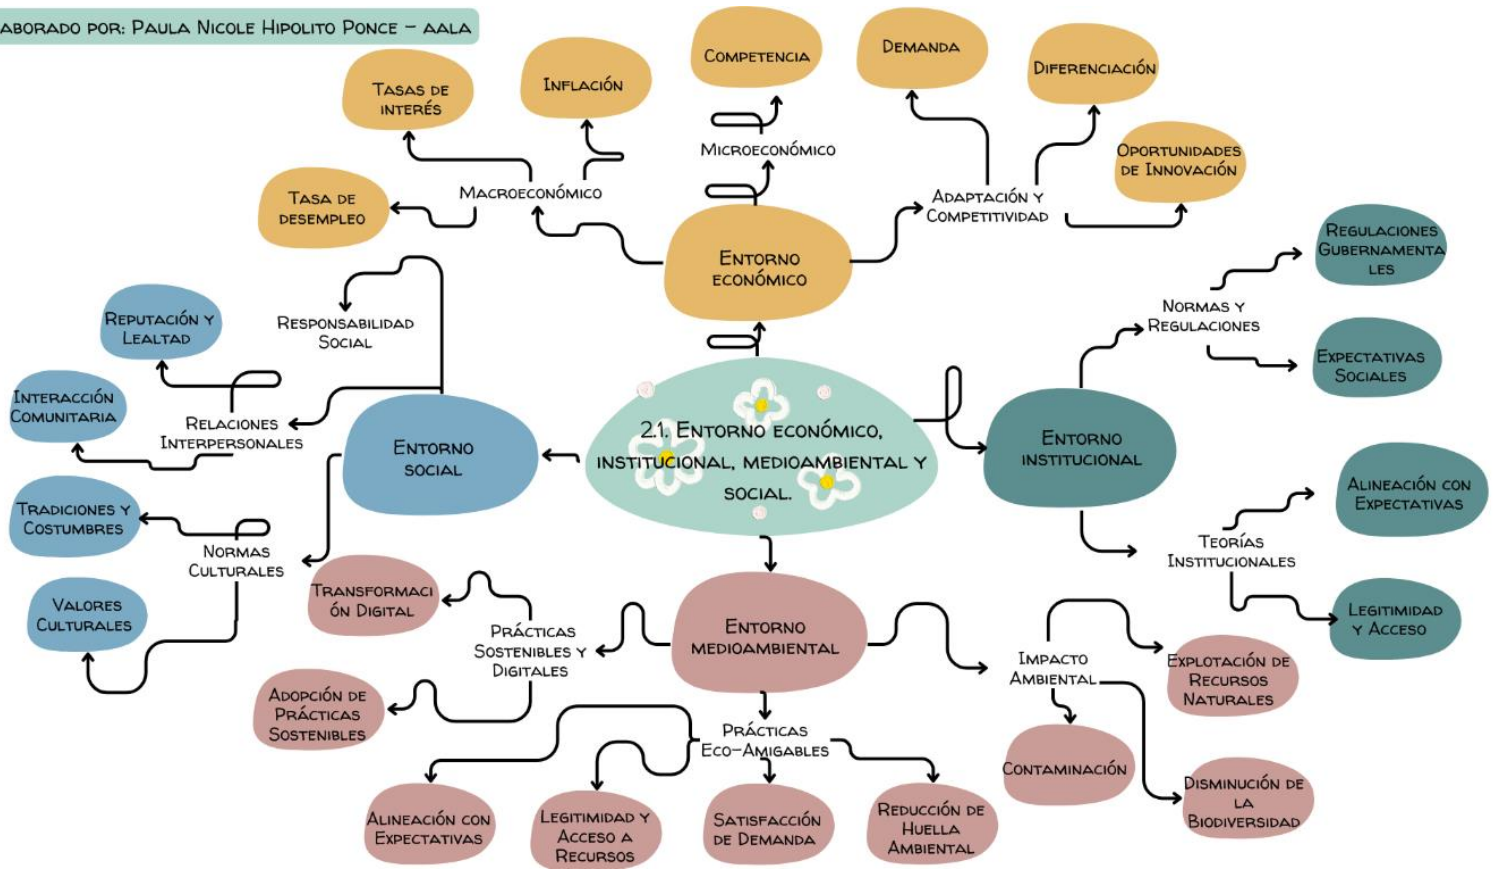 ABORADO POR: PAULA NICOLE HIPOLITO PONCE – AALA
TASAS DE
INTERÉS
INFLACIÓN
COMPETENCIA
DEMANDA
DIFERENCIACIÓN
OPORTUNIDADES
DE INNOVACIÓN
MICROECONÓMICO
MACROECONÓMICO
TASA DE
DESEMPLEO
ADAPTACIÓN Y
COMPETITIVIDAD
ENTORNO
ECONÓMICO
REGULACIONES
GUBERNAMENTA
LES
NORMAS Y
REGULACIONES
EXPECTATIVAS
SOCIALES
RESPONSABILIDAD
SOCIAL
REPUTACIÓN Y
LEALTAD
INTERACCIÓN
COMUNITARIA
RELACIONES
INTERPERSONALES
ENTORNO
SOCIAL
2.1. ENTORNO ECONÓMICO,
INSTITUCIONAL, MEDIOAMBIENTAL Y
SOCIAL.
ENTORNO
INSTITUCIONAL
ALINEACIÓN CON
EXPECTATIVAS
TEORÍAS
INSTITUCIONALES
LEGITIMIDAD
Y ACCESO
TRADICIONES Y
COSTUMBRES
NORMAS
CULTURALES
VALORES
CULTURALES
TRANSFORMACI
ÓN DIGITAL
PRÁCTICAS
SOSTENIBLES Y
DIGITALES
ADOPCIÓN DE
PRÁCTICAS
SOSTENIBLES
ENTORNO
MEDIOAMBIENTAL
IMPACTO
AMBIENTAL
EXPLOTACIÓN DE
RECURSOS
NATURALES
CONTAMINACIÓN
DISMINUCIÓN DE
LA
BIODIVERSIDAD
PRÁCTICAS
ECO-AMIGABLES
ALINEACIÓN CON
EXPECTATIVAS
LEGITIMIDAD Y
ACCESO A
RECURSOS
SATISFACCIÓN
DE DEMANDA
REDUCCIÓN DE
HUELLA
AMBIENTAL